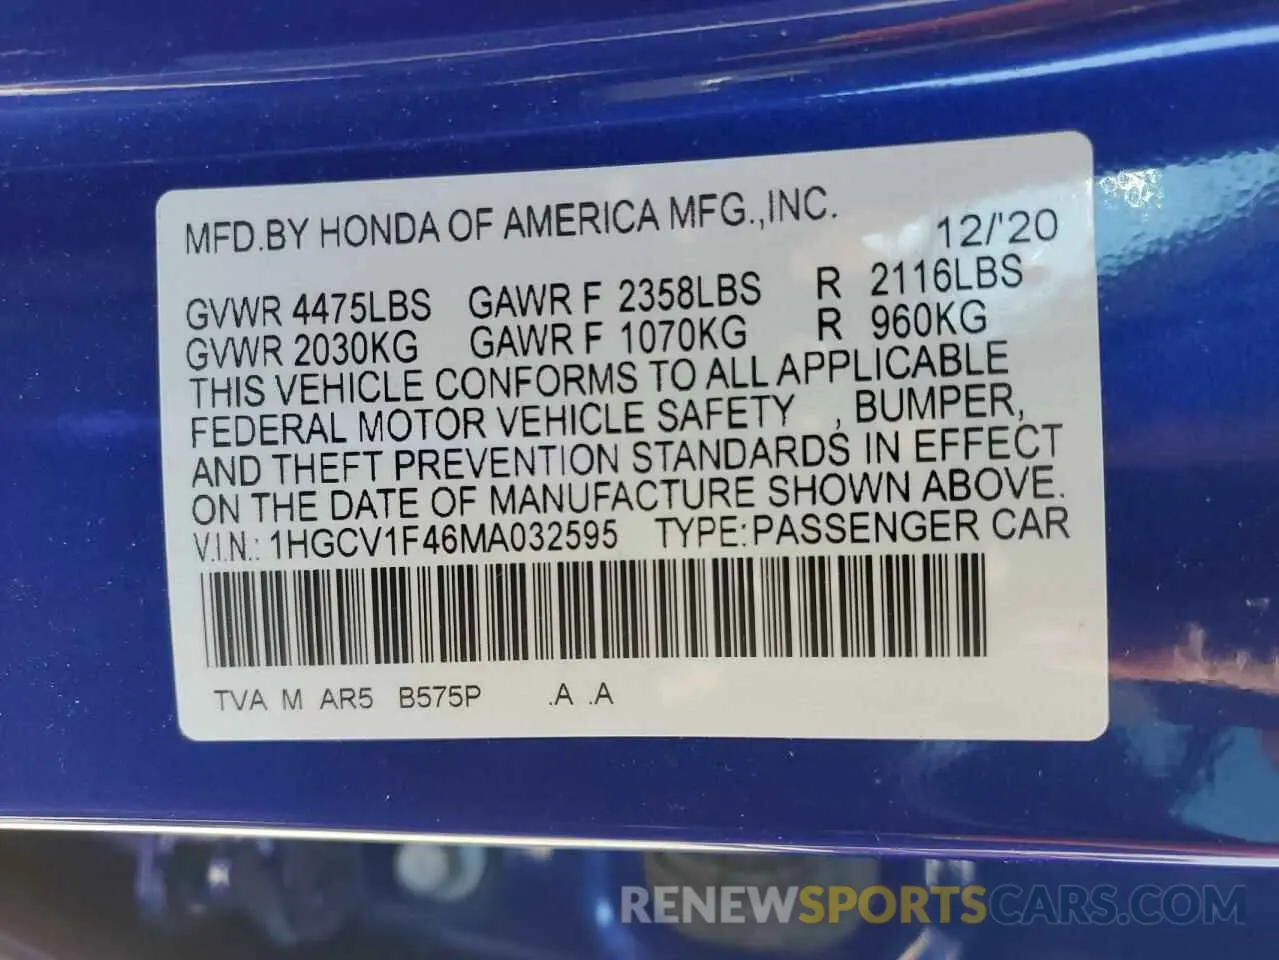 MFD.BY HONDA OF AMERICA MFG.,INC. 12/'20
GVWR 4475LBS GAWR F 2358LBS R 2116LBS
GVWR 2030KG GAWR F 1070KG R 960KG
THIS VEHICLE CONFORMS TO ALL APPLICABLE
FEDERAL MOTOR VEHICLE SAFETY , BUMPER,
AND THEFT PREVENTION STANDARDS IN EFFECT
ON THE DATE OF MANUFACTURE SHOWN ABOVE.
V.I.N.: 1HGCV1F46MA032595 TYPE:PASSENGER CAR
TVA M AR5 B575P .A .A
RENEWSPORTSCARS.COM